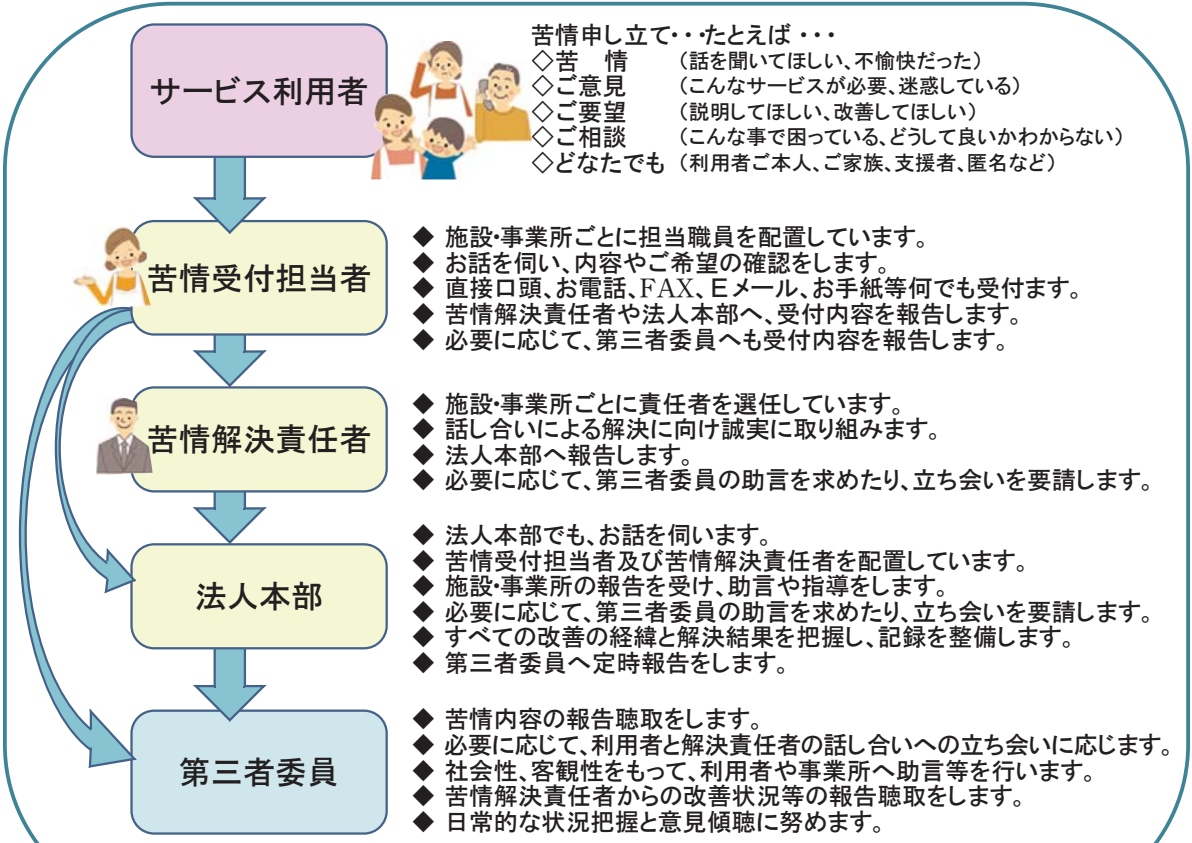 サービス利用者
苦情申し立て・・・たとえば ・・・
◇苦　情　（話を聞いてほしい、不愉快だった）
◇ご意見　（こんなサービスが必要、迷惑している）
◇ご要望　（説明してほしい、改善してほしい）
◇ご相談　（こんな事で困っている、どうして良いかわからない）
◇どなたでも （利用者ご本人、ご家族、支援者、匿名など）
苦情受付担当者
◆ 施設・事業所ごとに担当職員を配置しています。
◆ お話を伺い、内容やご希望の確認をします。
◆ 直接口頭、お電話、FAX、Eメール、お手紙等何でも受付ます。
◆ 苦情解決責任者や法人本部へ、受付内容を報告します。
◆ 必要に応じて、第三者委員へも受付内容を報告します。
苦情解決責任者
◆ 施設・事業所ごとに責任者を選任しています。
◆ 話し合いによる解決に向け誠実に取り組みます。
◆ 法人本部へ報告します。
◆ 必要に応じて、第三者委員の助言を求めたり、立ち会いを要請します。
法人本部
◆ 法人本部でも、お話を伺います。
◆ 苦情受付担当者及び苦情解決責任者を配置しています。
◆ 施設・事業所の報告を受け、助言や指導をします。
◆ 必要に応じて、第三者委員の助言を求めたり、立ち会いを要請します。
◆ すべての改善の経緯と解決結果を把握し、記録を整備します。
◆ 第三者委員へ定時報告をします。
第三者委員
◆ 苦情内容の報告聴取をします。
◆ 必要に応じて、利用者と解決責任者の話し合いへの立ち会いに応じます。
◆ 社会性、客観性をもって、利用者や事業所へ助言等を行います。
◆ 苦情解決責任者からの改善状況等の報告聴取をします。
◆ 日常的な状況把握と意見傾聴に努めます。